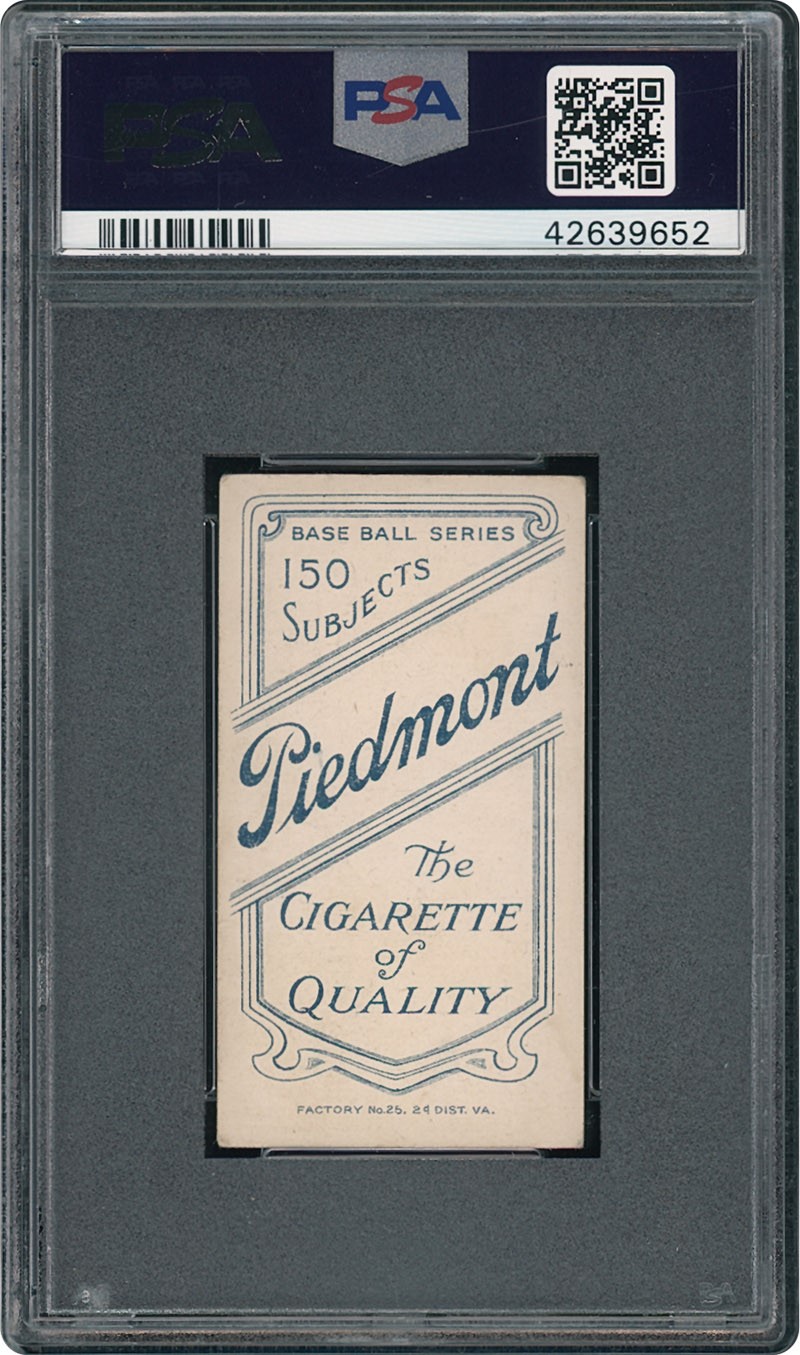 PSA
42639652
BASE BALL SERIES
150
SUBJECTS
Piedmont
The
CIGARETTE
of
QUALITY
FACTORY No. 25. 2d DIST. VA.